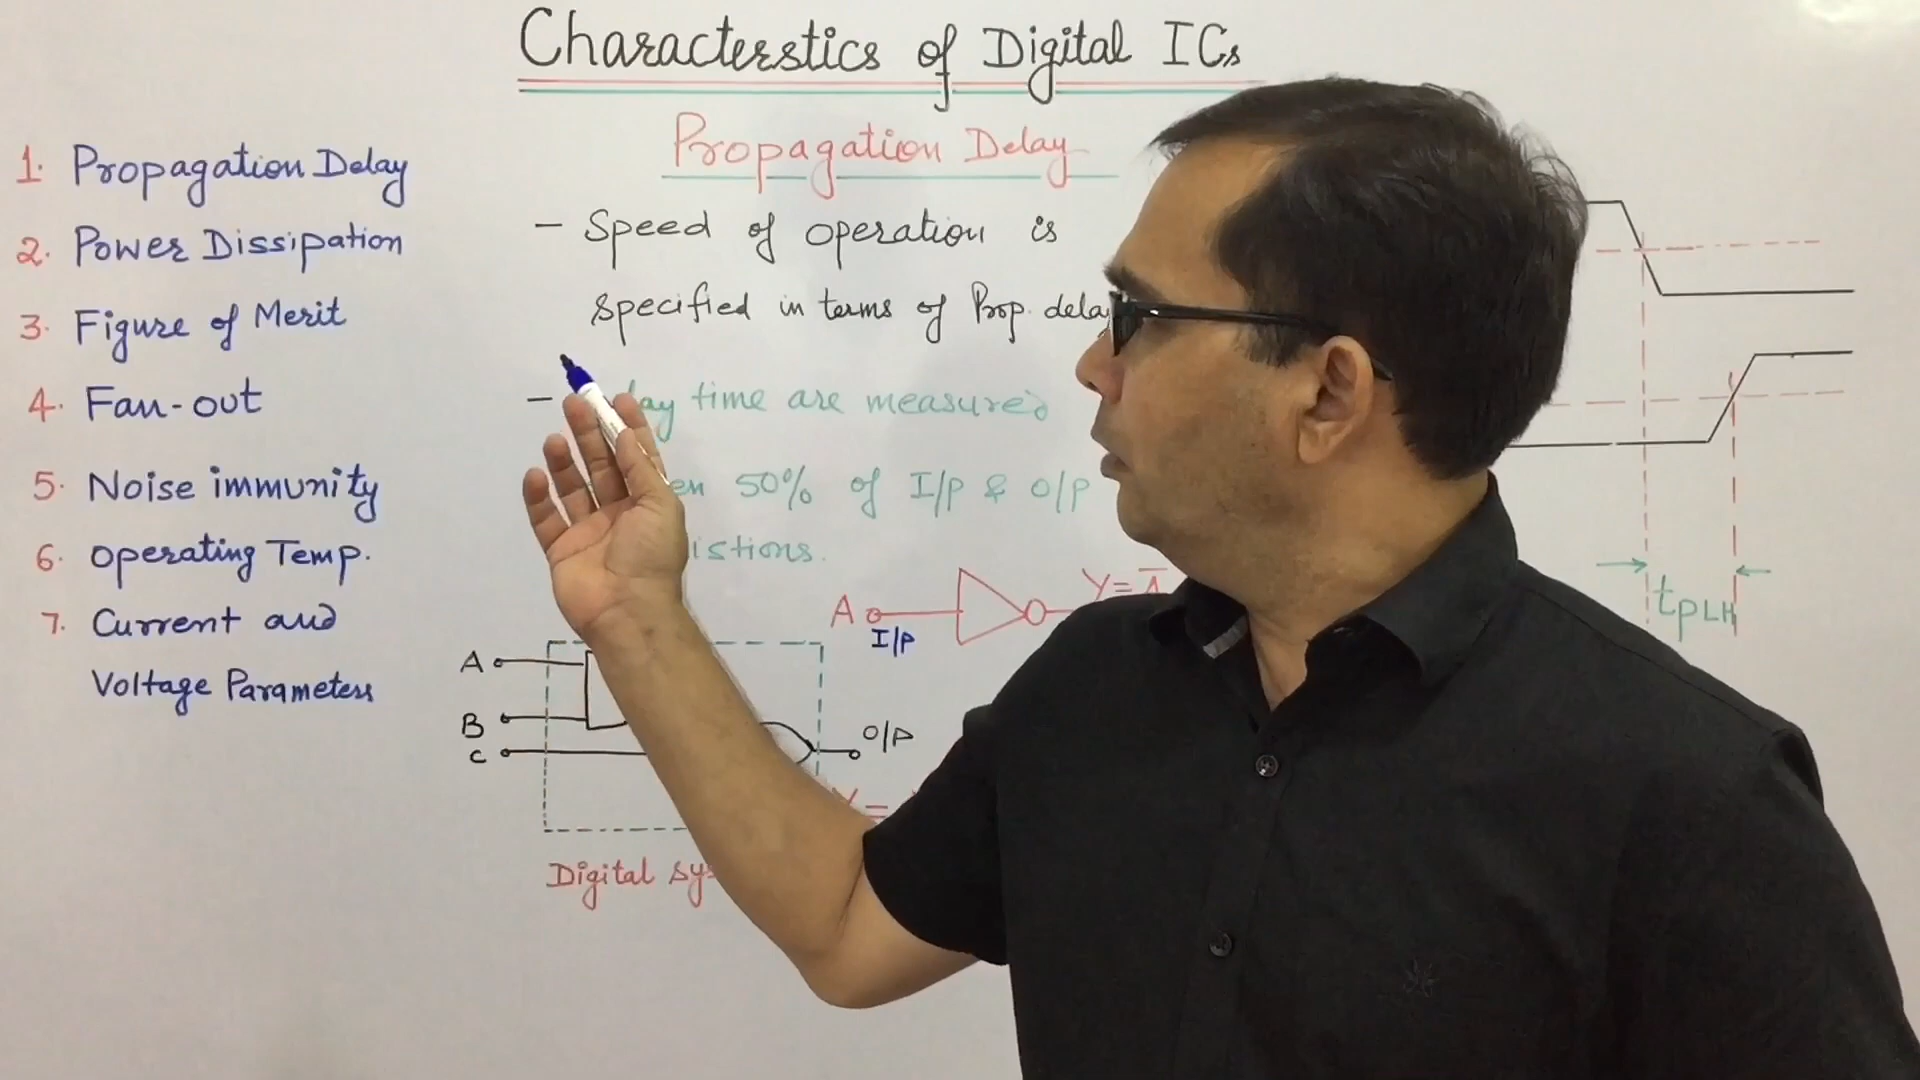 Characterstics of Digital ICs
1. Propagation Delay
2. Power Dissipation
3. Figure of Merit
4. Fan-out
5. Noise immunity
6. Operating Temp.
7. Current and
Voltage Parameters
Propagation Delay
- Speed of operation is
specified in terms of Prop. delay
- time are measured
50% of I/P & O/P
A I/P
Y = A̅
A
B
C
O/P
Y =
Digital
tPLH